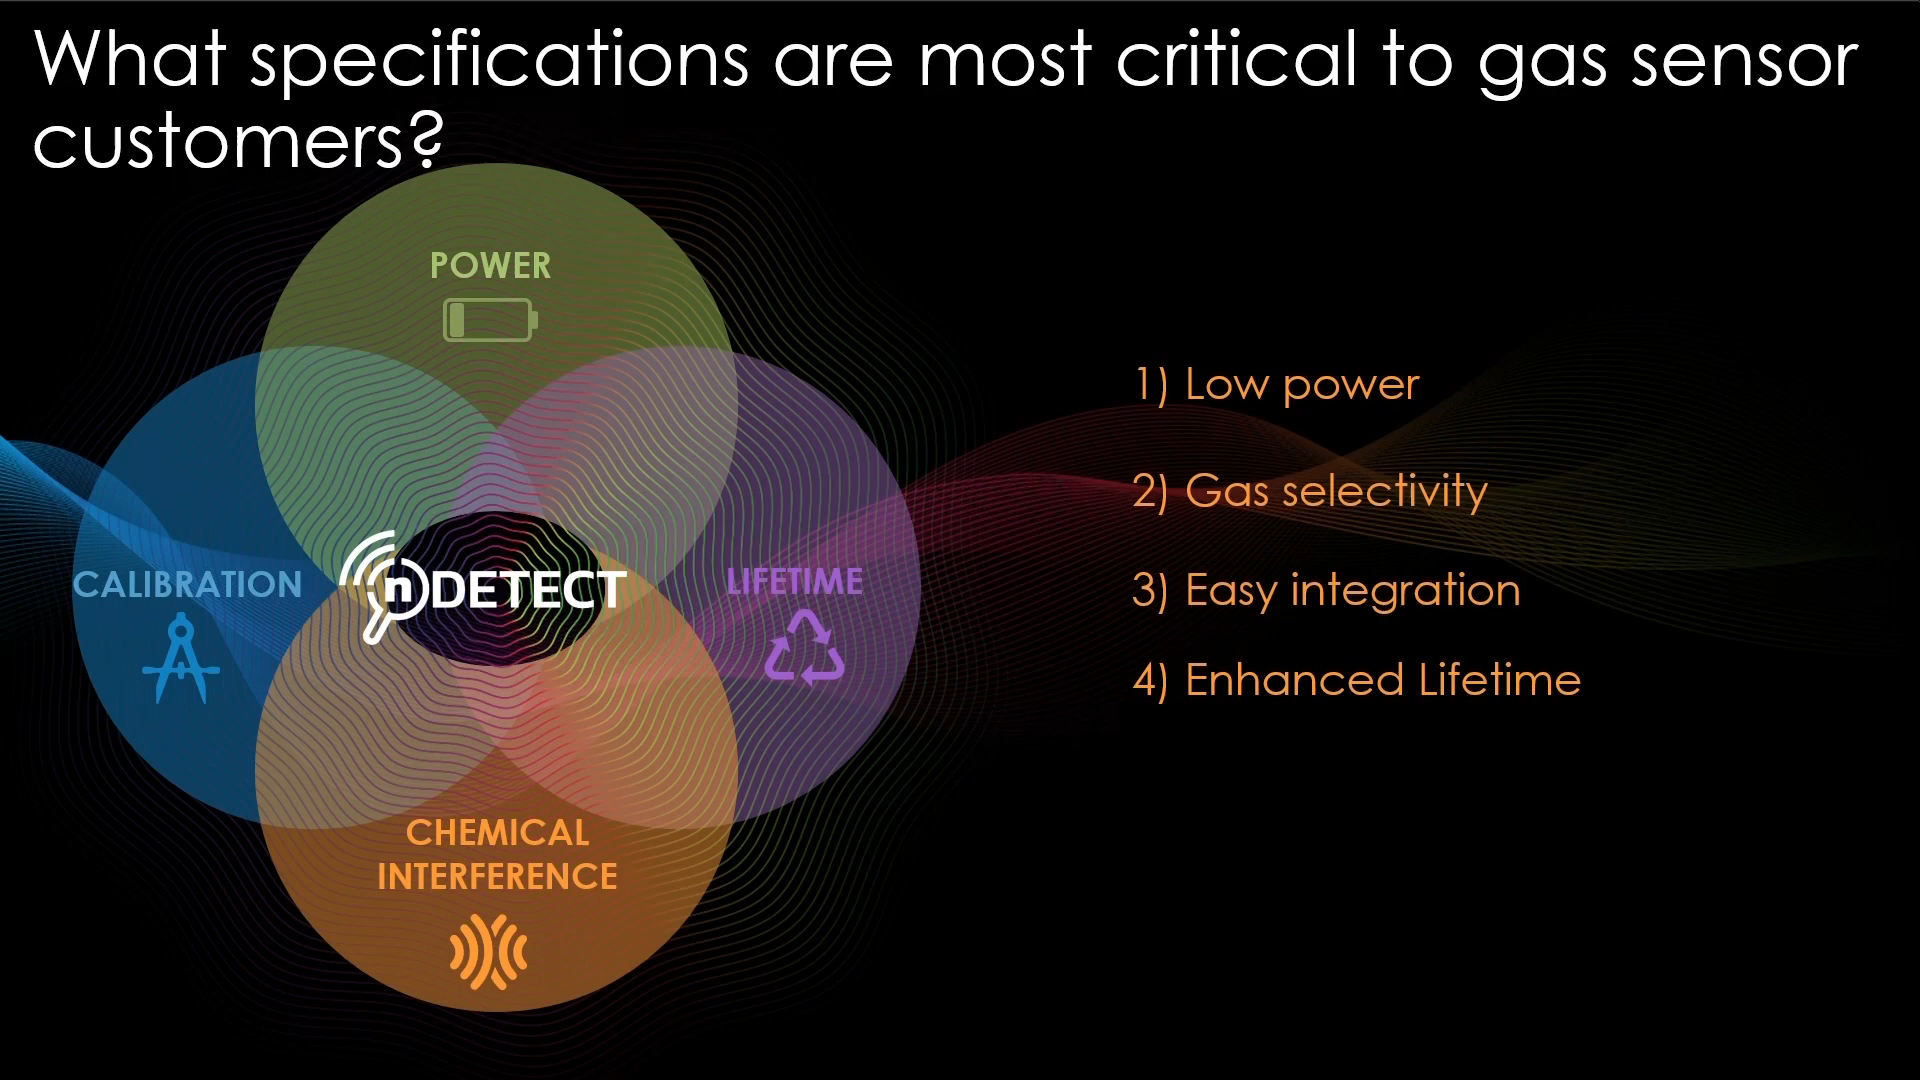 What specifications are most critical to gas sensor
customers?
POWER
CALIBRATION
nDETECT
LIFETIME
CHEMICAL
INTERFERENCE
1) Low power
2) Gas selectivity
3) Easy integration
4) Enhanced Lifetime